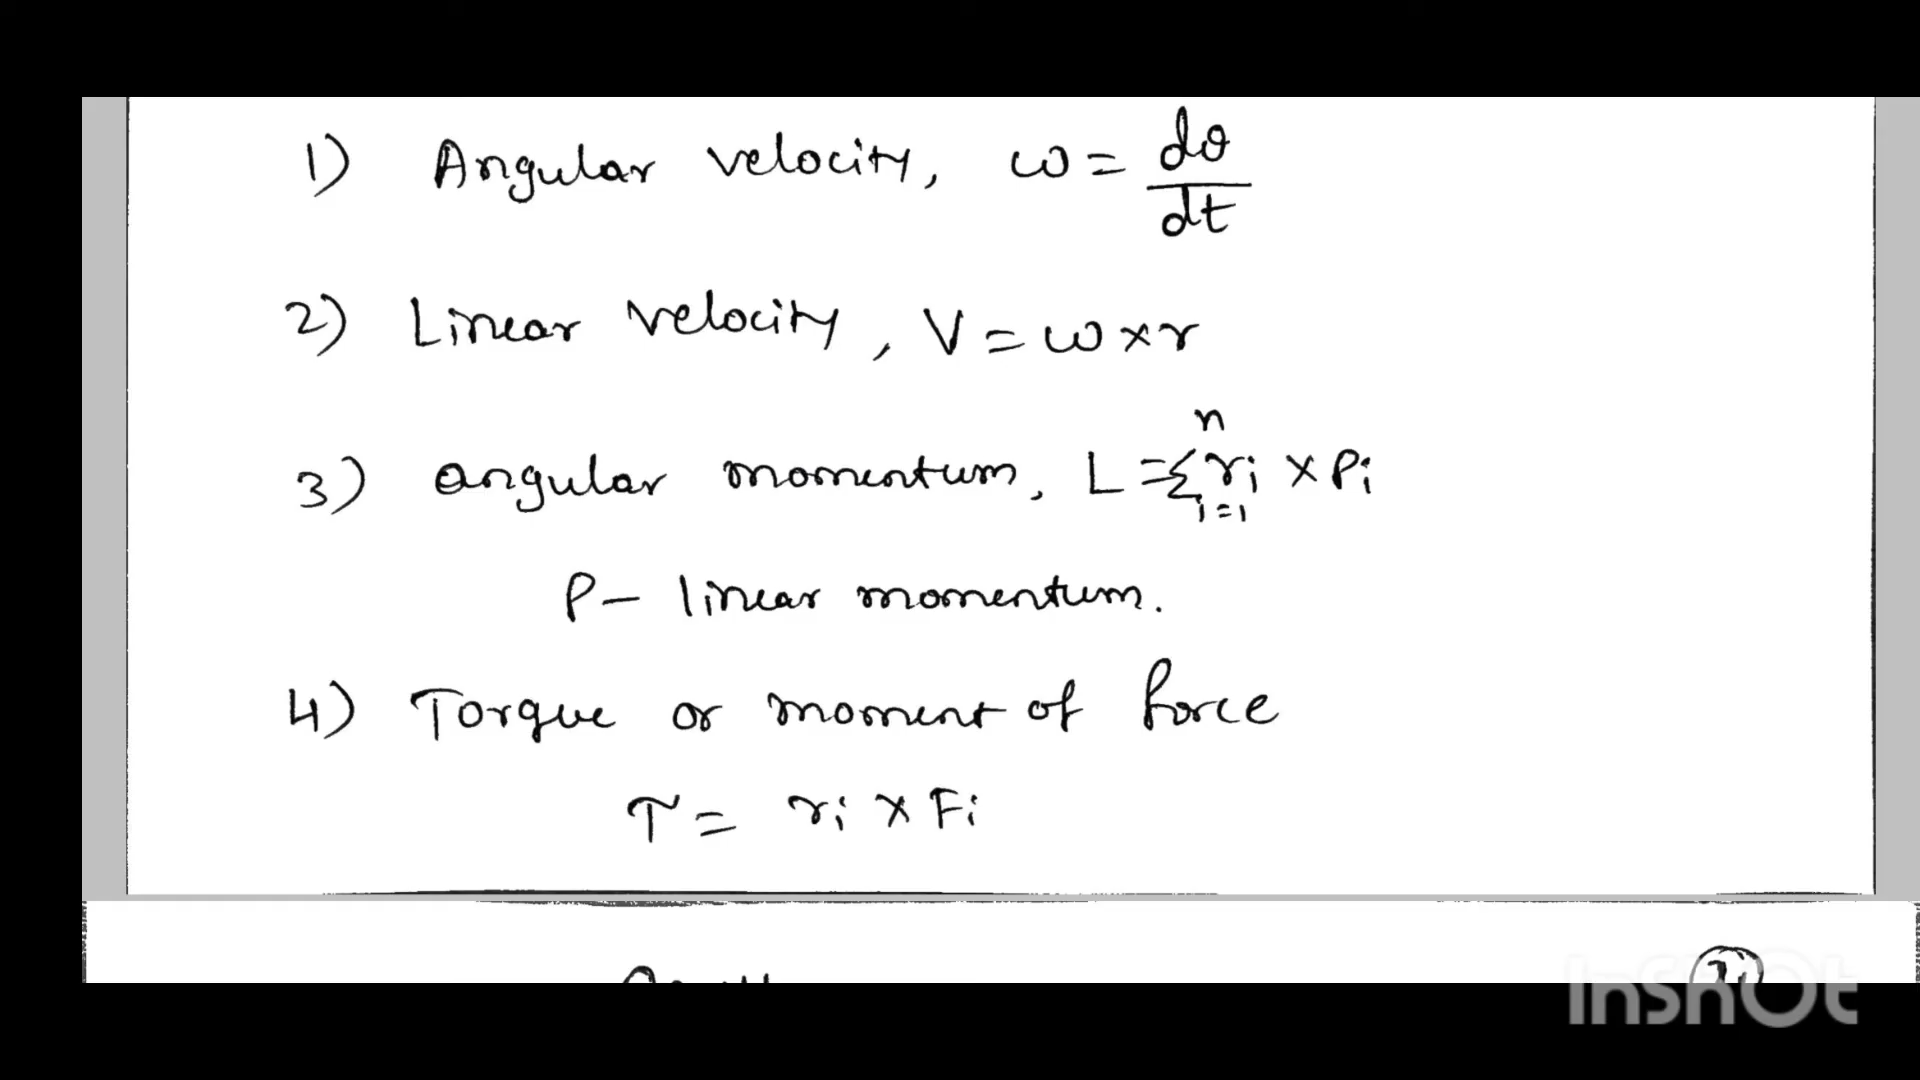 1) Angular velocity, ω = dθ/dt
2) Linear velocity, V = ω × r
n
3) angular momentum, L = Σ ri × Pi
i=1
P – linear momentum.
4) Torque or moment of force
τ = ri × Fi
InShOt